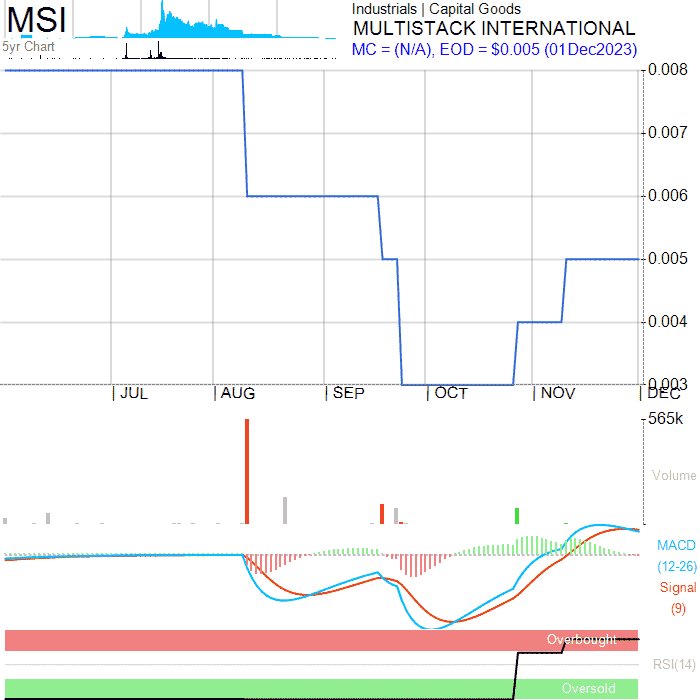 MSI
5yr Chart
Industrials | Capital Goods
MULTISTACK INTERNATIONAL
MC = (N/A), EOD = $0.005 (01Dec2023)
0.008
0.007
0.006
0.005
0.004
0.003
| JUL | AUG | SEP | OCT | NOV | DEC
565k
Volume
MACD
(12-26)
Signal
(9)
Overbought
RSI(14)
Oversold